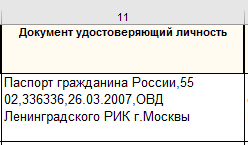 11
Документ удостоверяющий личность
Паспорт гражданина России,55
02,336336,26.03.2007,ОВД
Ленинградского РИК г.Москвы